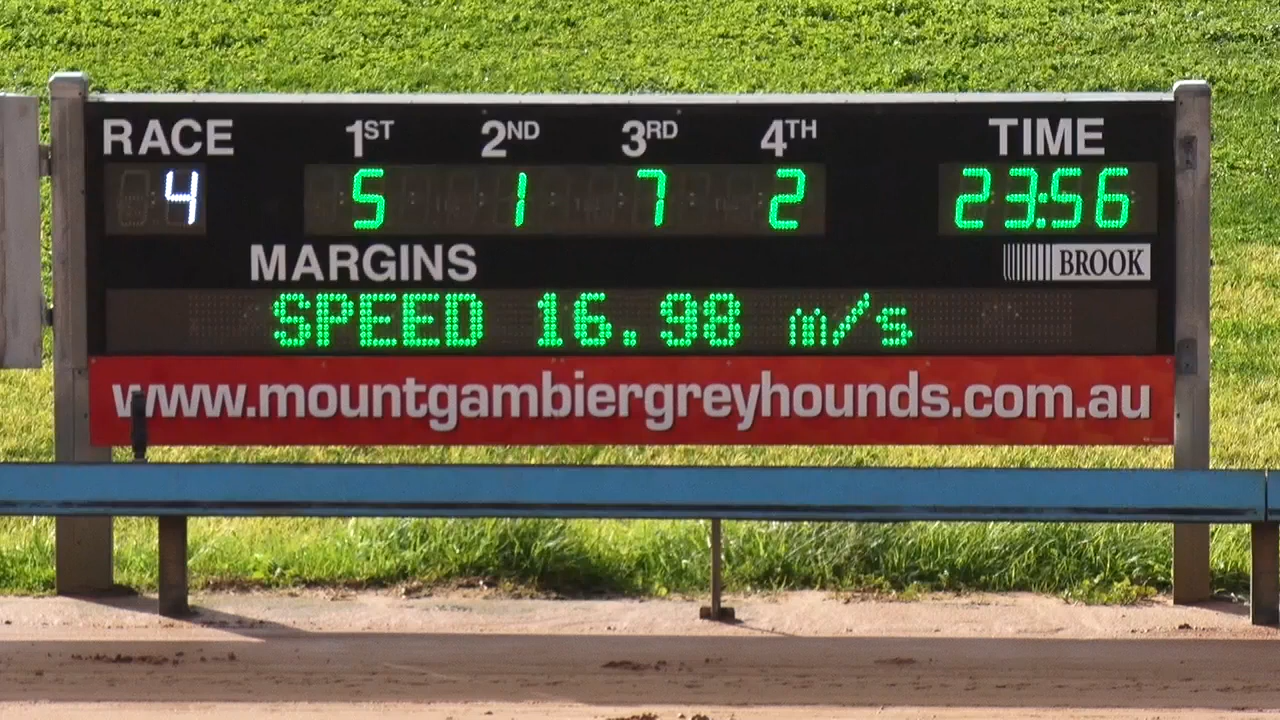 RACE 1ST 2ND 3RD 4TH TIME
4 5 1 7 2 23:56
MARGINS BROOK
SPEED 16.98 m/s
www.mountgambiergreyhounds.com.au